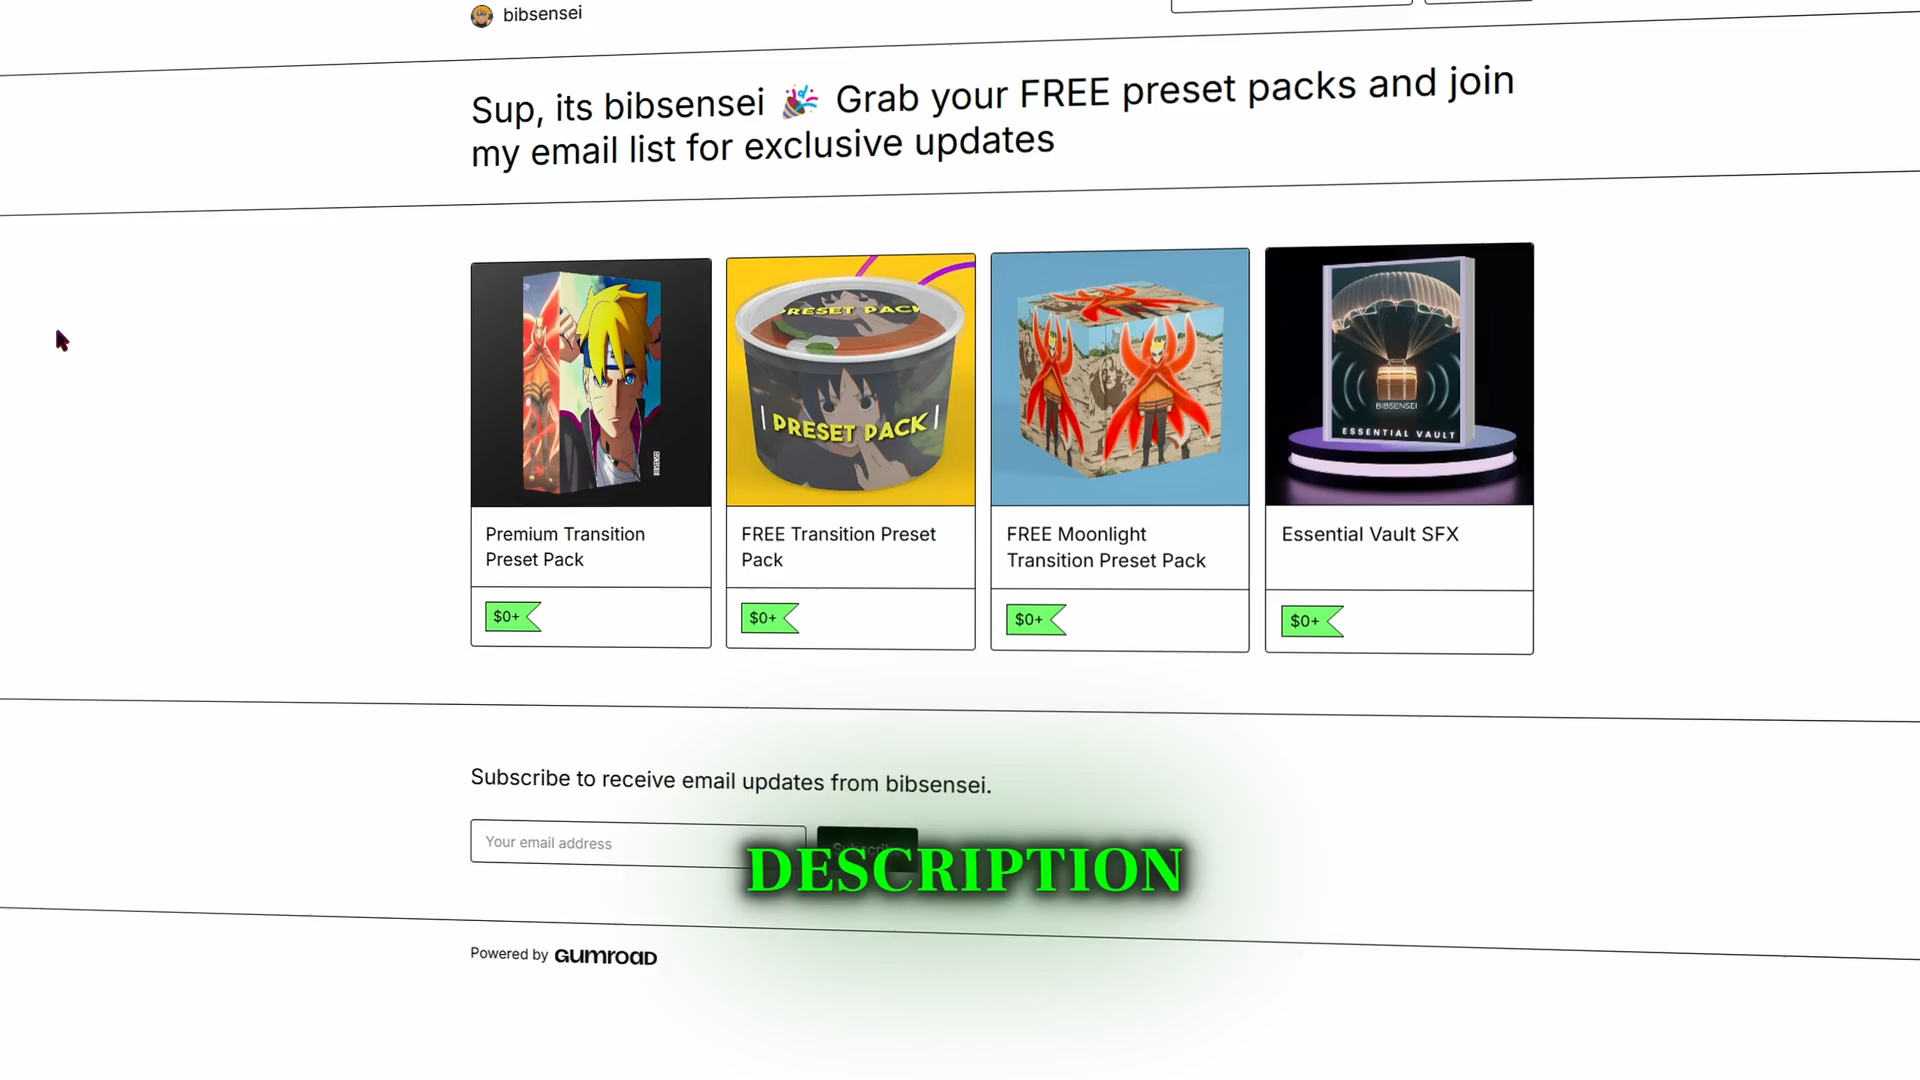 bibsensei
Sup, its bibsensei 🎉 Grab your FREE preset packs and join
my email list for exclusive updates
BIBSENSEI
PRESET PACK
PRESET PACK
BIBSENSEI
ESSENTIAL VAULT
Premium Transition
Preset Pack
FREE Transition Preset
Pack
FREE Moonlight
Transition Preset Pack
Essential Vault SFX
$0+
$0+
$0+
$0+
Subscribe to receive email updates from bibsensei.
Your email address
Subscribe
DESCRIPTION
Powered by GUMROAD